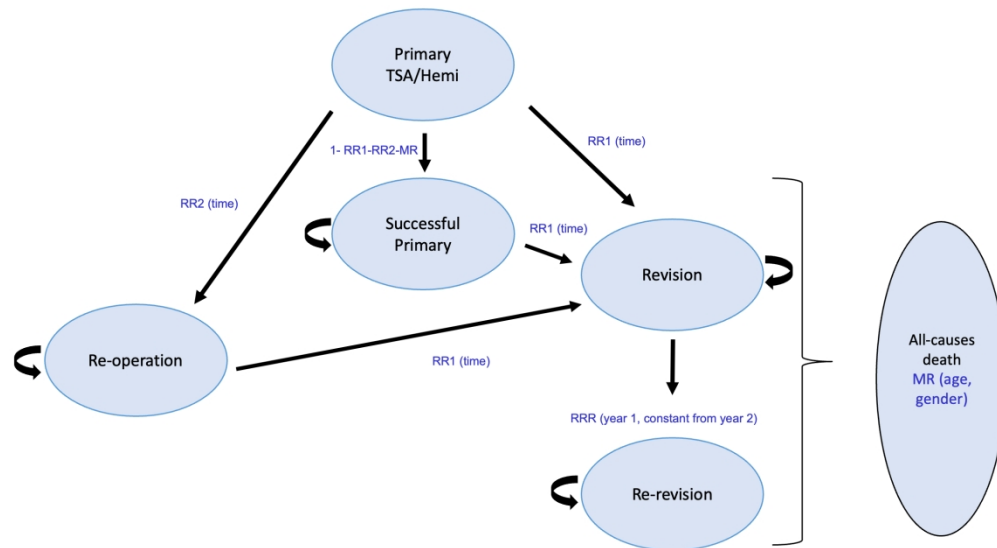 Primary
TSA/Hemi
1- RR1-RR2-MR
RR1 (time)
RR2 (time)
Successful
Primary
RR1 (time)
Revision
Re-operation
RR1 (time)
All-causes
death
MR (age,
gender)
RRR (year 1, constant from year 2)
Re-revision